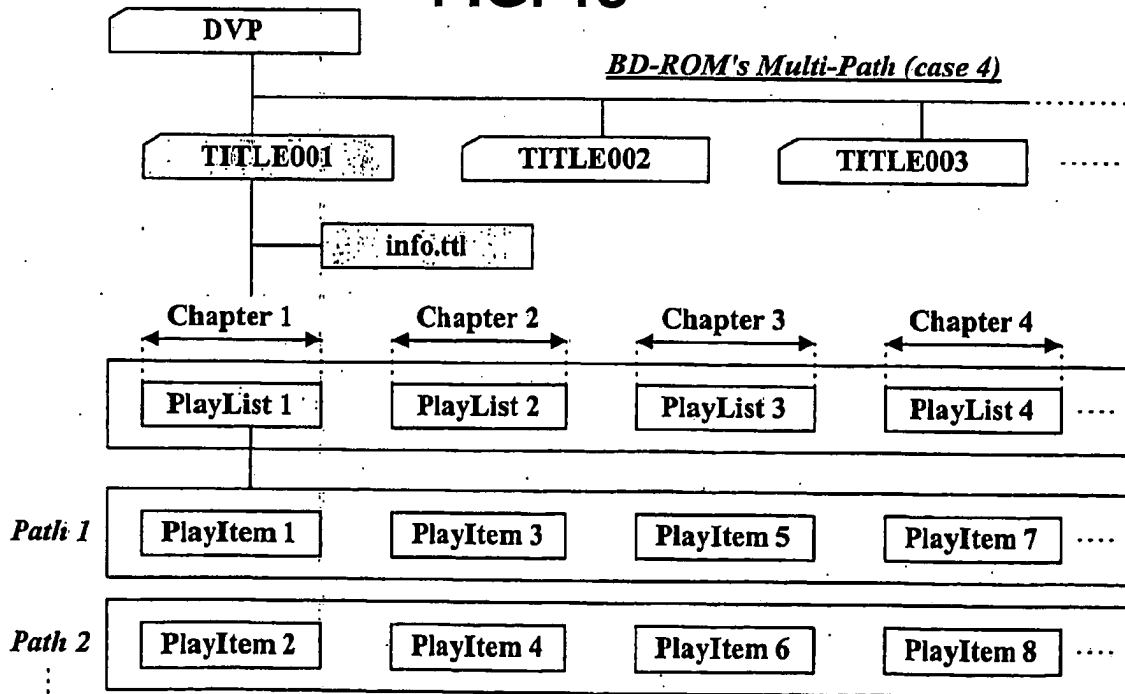 DVP
BD-ROM's Multi-Path (case 4)
TITLE001 TITLE002 TITLE003
info.ttl
Chapter 1 Chapter 2 Chapter 3 Chapter 4
PlayList 1 PlayList 2 PlayList 3 PlayList 4
Path 1 PlayItem 1 PlayItem 3 PlayItem 5 PlayItem 7
Path 2 PlayItem 2 PlayItem 4 PlayItem 6 PlayItem 8